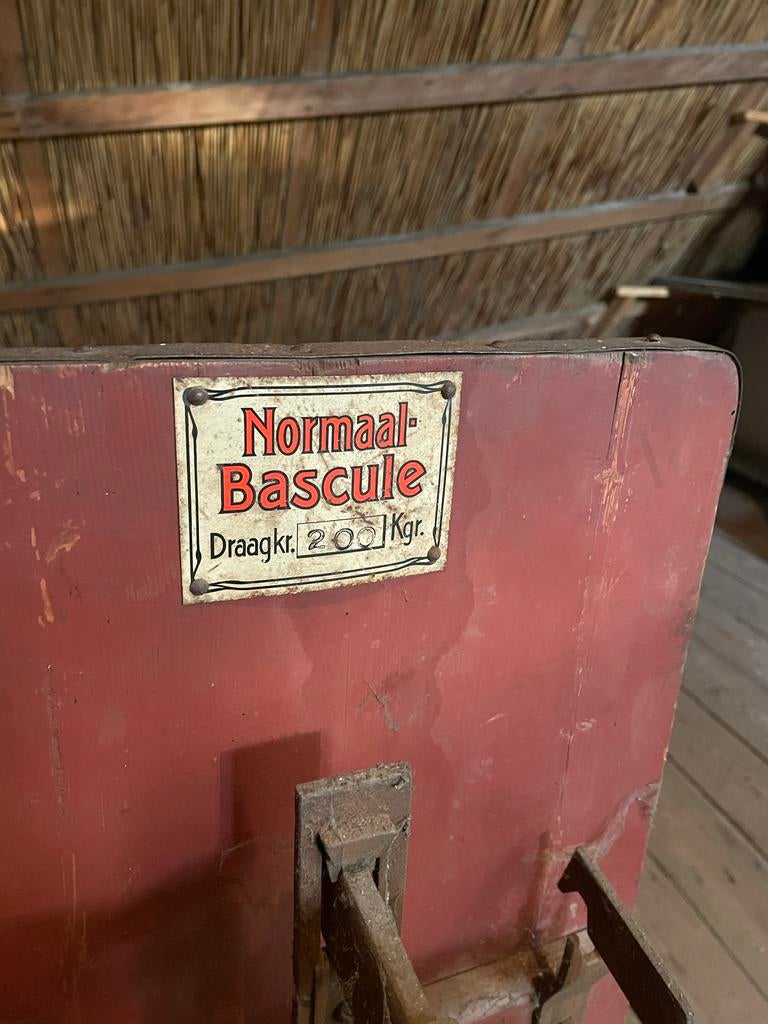 Normaal-
Bascule
Draagkr. 200 Kgr.